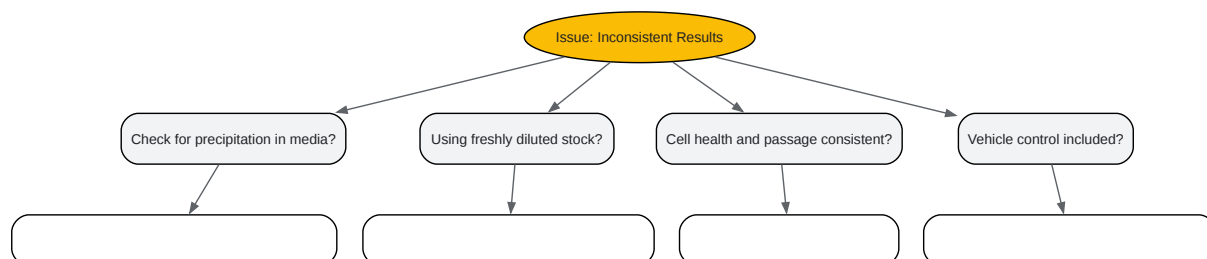 Issue: Inconsistent Results
Check for precipitation in media?
Using freshly diluted stock?
Cell health and passage consistent?
Vehicle control included?